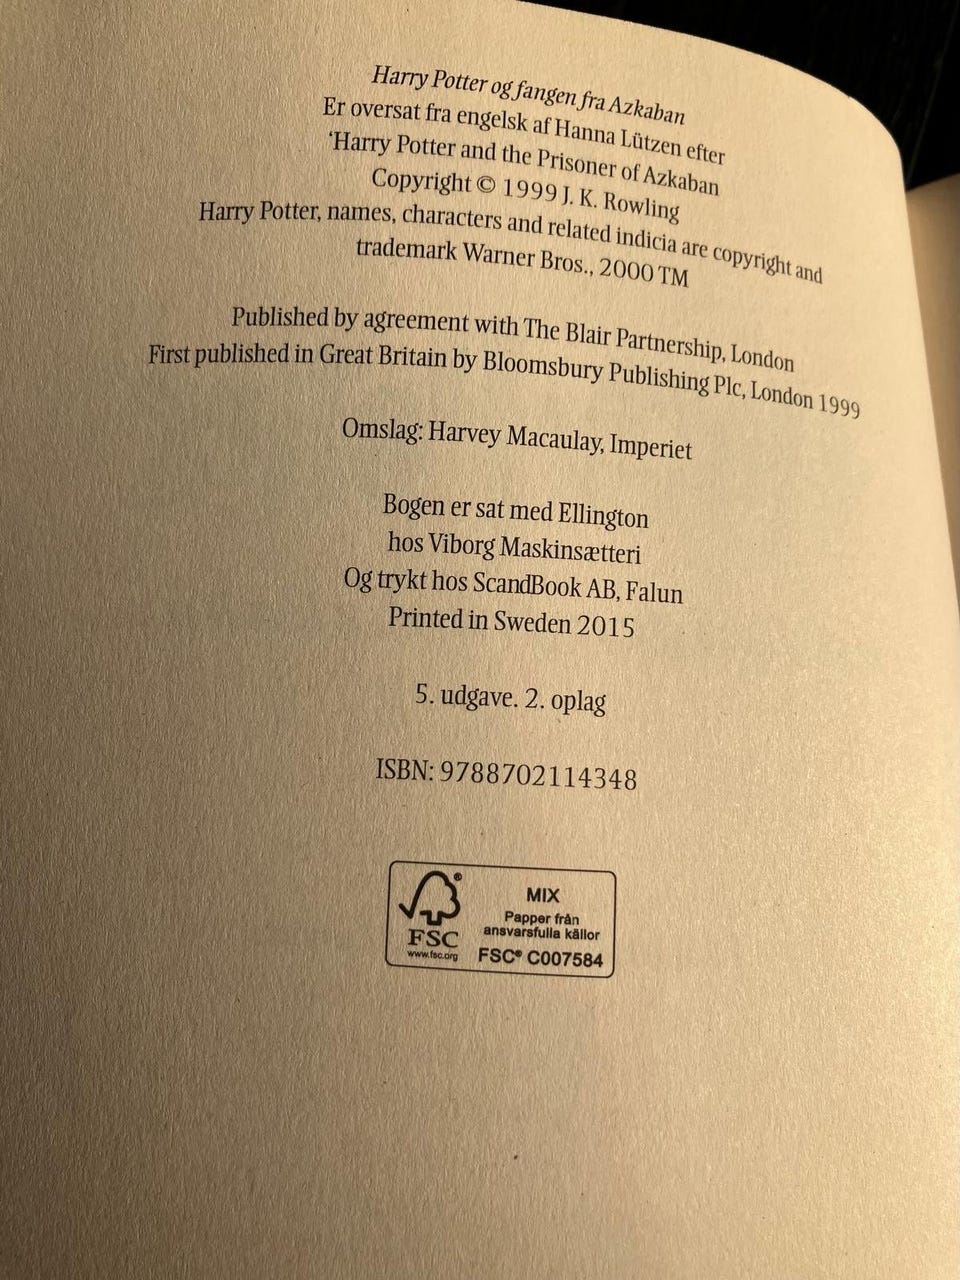 Harry Potter og fangen fra Azkaban
Er oversat fra engelsk af Hanna Lützen efter
‘Harry Potter and the Prisoner of Azkaban
Copyright © 1999 J. K. Rowling
Harry Potter, names, characters and related indicia are copyright and
trademark Warner Bros., 2000 TM
Published by agreement with The Blair Partnership, London
First published in Great Britain by Bloomsbury Publishing Plc, London 1999
Omslag: Harvey Macaulay, Imperiet
Bogen er sat med Ellington
hos Viborg Maskinsætteri
Og trykt hos ScandBook AB, Falun
Printed in Sweden 2015
5. udgave. 2. oplag
ISBN: 9788702114348
®
FSC
www.fsc.org
MIX
Papper från
ansvarsfulla källor
FSC® C007584